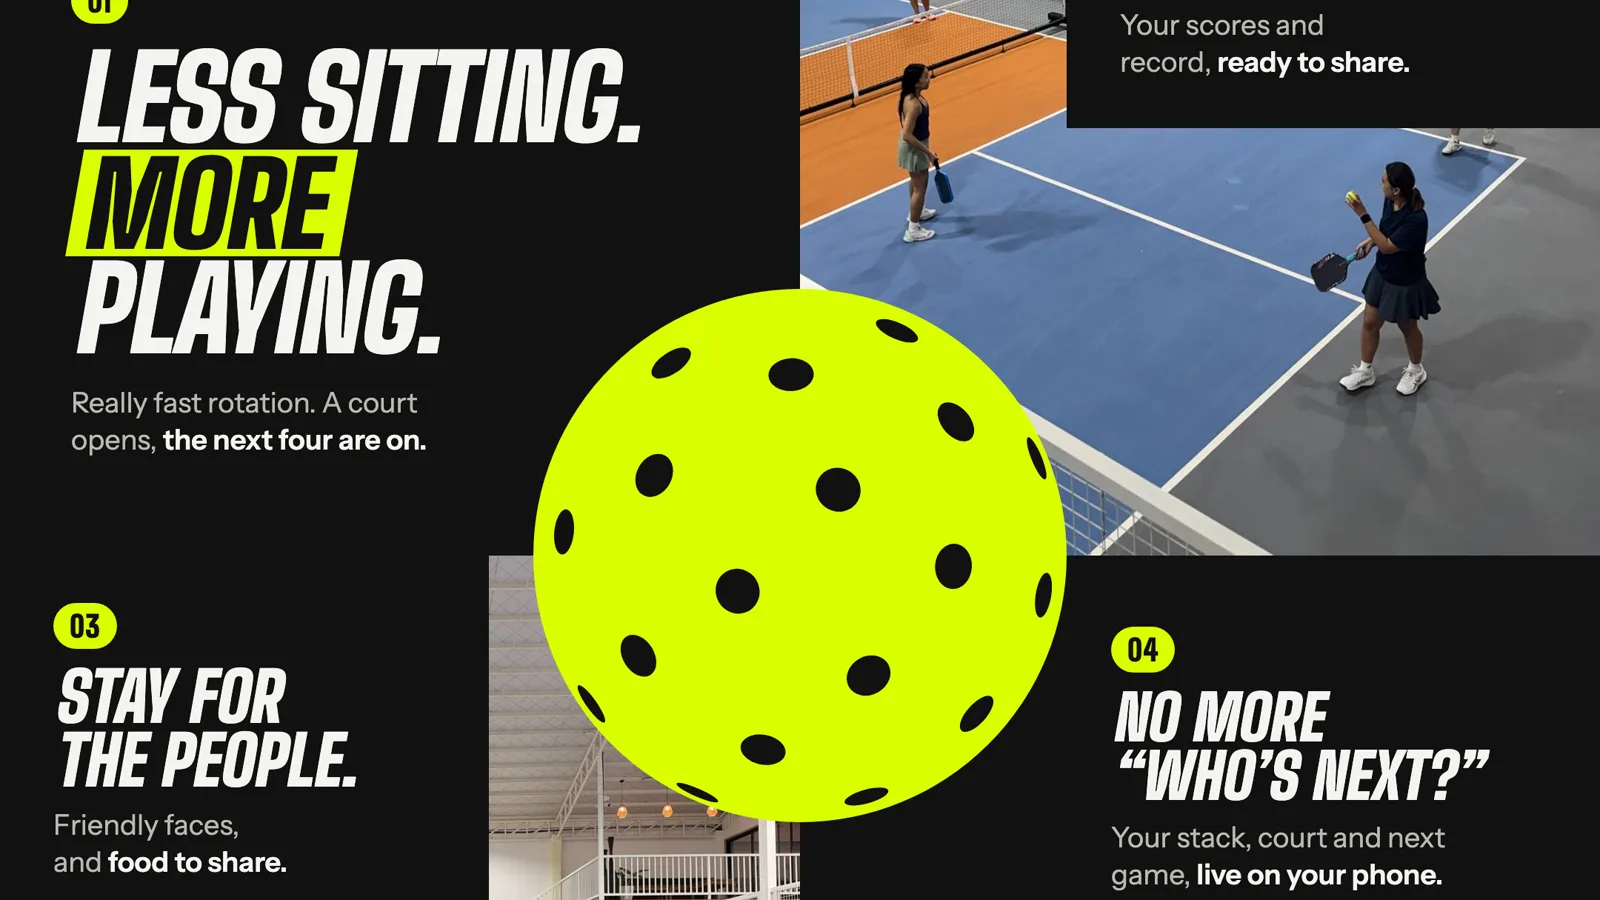 01
LESS SITTING.
MORE
PLAYING.
Really fast rotation. A court
opens, the next four are on.
Your scores and
record, ready to share.
03
STAY FOR
THE PEOPLE.
Friendly faces,
and food to share.
04
NO MORE
“WHO’S NEXT?”
Your stack, court and next
game, live on your phone.